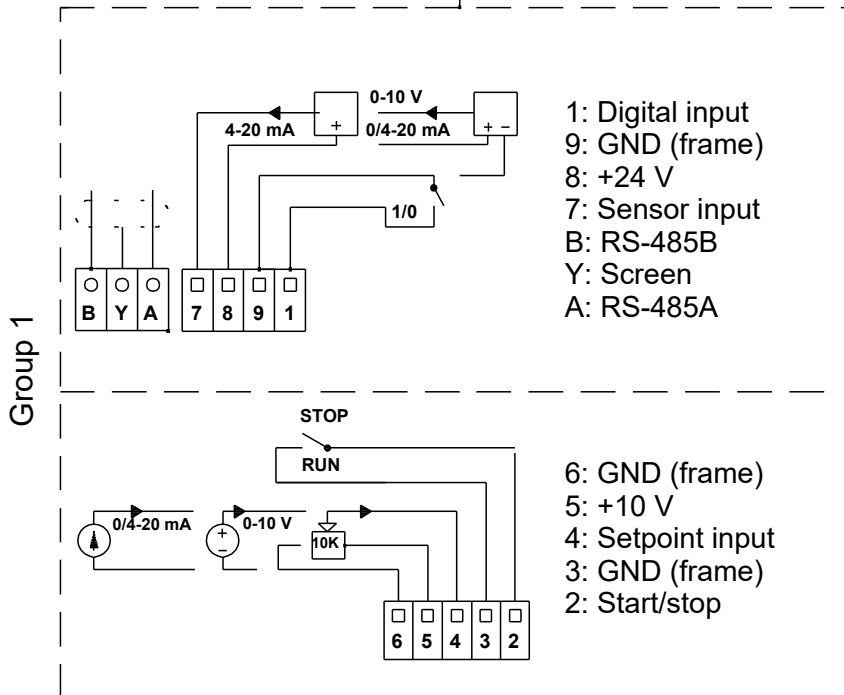 Group 1
0-10 V
4-20 mA
0/4-20 mA
+
+ −
1/0
B Y A
7 8 9 1
1: Digital input
9: GND (frame)
8: +24 V
7: Sensor input
B: RS-485B
Y: Screen
A: RS-485A
STOP
RUN
0/4-20 mA
0-10 V
+
−
10K
6 5 4 3 2
6: GND (frame)
5: +10 V
4: Setpoint input
3: GND (frame)
2: Start/stop